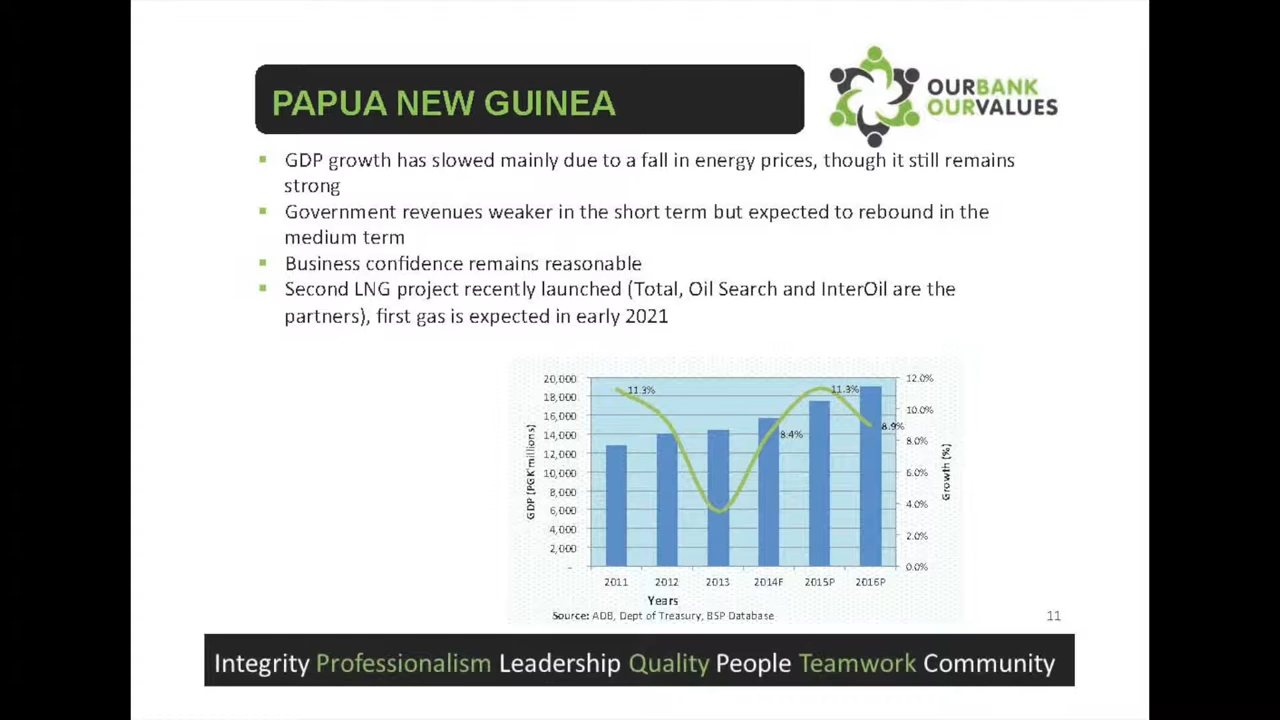 PAPUA NEW GUINEA
OURBANK
OURVALUES
▪ GDP growth has slowed mainly due to a fall in energy prices, though it still remains
strong
▪ Government revenues weaker in the short term but expected to rebound in the
medium term
▪ Business confidence remains reasonable
▪ Second LNG project recently launched (Total, Oil Search and InterOil are the
partners), first gas is expected in early 2021
GDP (PGK'millions)
20,000
18,000
16,000
14,000
12,000
10,000
8,000
6,000
4,000
2,000
-
11.3%
8.4%
11.3%
8.9%
12.0%
10.0%
8.0%
6.0%
4.0%
2.0%
0.0%
Growth (%)
2011 2012 2013 2014F 2015P 2016P
Years
Source: ADB, Dept of Treasury, BSP Database
11
Integrity Professionalism Leadership Quality People Teamwork Community